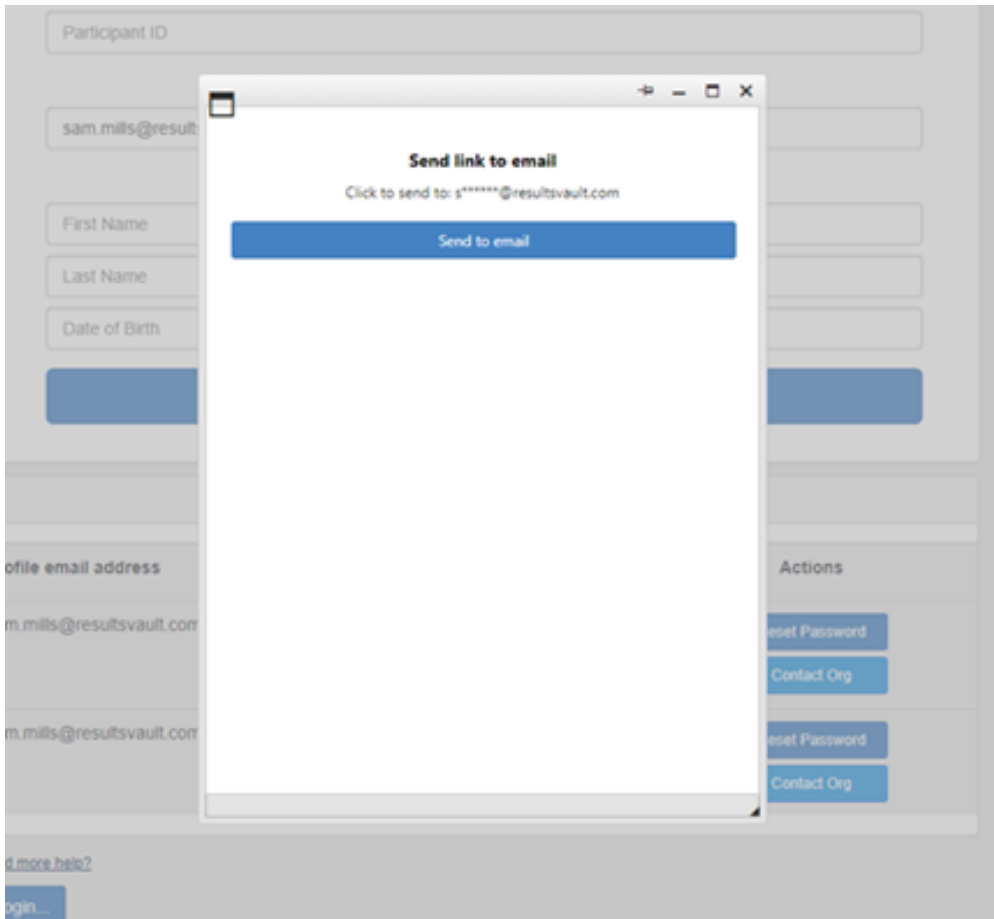 Participant ID
sam.mills@result
Send link to email
Click to send to: s******@resultsvault.com
Send to email
First Name
Last Name
Date of Birth
ofile email address
Actions
m.mills@resultsvault.com
eset Password
Contact Org
m.mills@resultsvault.com
eset Password
Contact Org
d more help?
ogin...